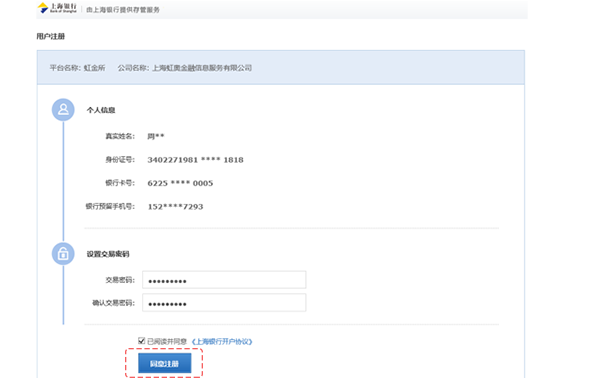 上海银行 由上海银行提供存管服务
Bank of Shanghai
用户注册
平台名称：虹金所 公司名称：上海虹奥金融信息服务有限公司
个人信息
真实姓名： 周**
身份证号： 3402271981 **** 1818
银行卡号： 6225 **** 0005
银行预留手机号： 152****7293
设置交易密码
交易密码： ●●●●●●●●●
确认交易密码： ●●●●●●●●●
已阅读并同意 《上海银行开户协议》
同意注册